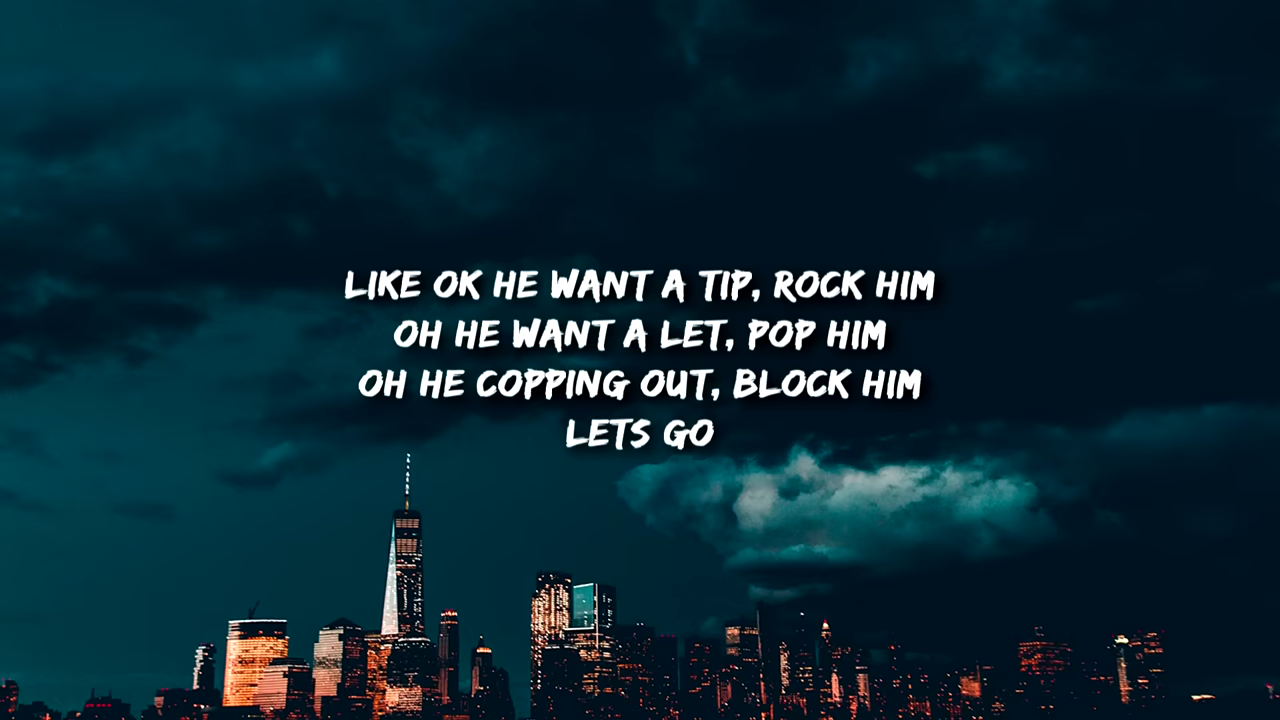 LIKE OK HE WANT A TIP, ROCK HIM
OH HE WANT A LET, POP HIM
OH HE COPPING OUT, BLOCK HIM
LETS GO